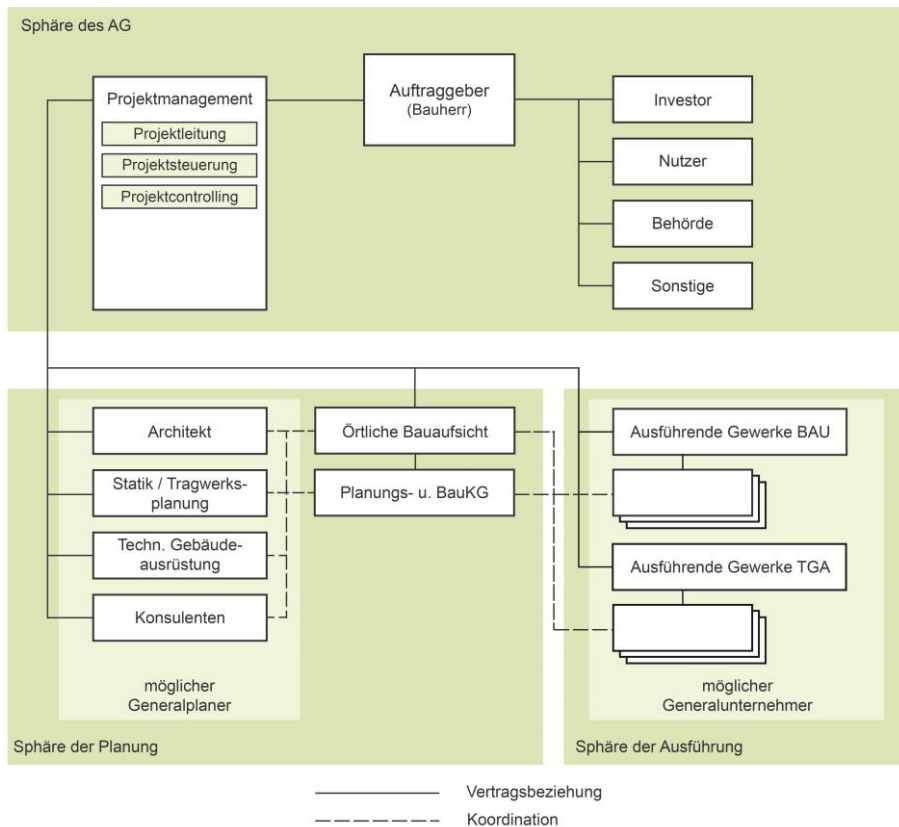 Sphäre des AG
Projektmanagement
Projektleitung
Projektsteuerung
Projektcontrolling
Auftraggeber
(Bauherr)
Investor
Nutzer
Behörde
Sonstige
Architekt
Statik / Tragwerks-
planung
Techn. Gebäude-
ausrüstung
Konsulenten
möglicher
Generalplaner
Örtliche Bauaufsicht
Planungs- u. BauKG
Sphäre der Planung
Ausführende Gewerke BAU
Ausführende Gewerke TGA
möglicher
Generalunternehmer
Sphäre der Ausführung
Vertragsbeziehung
Koordination